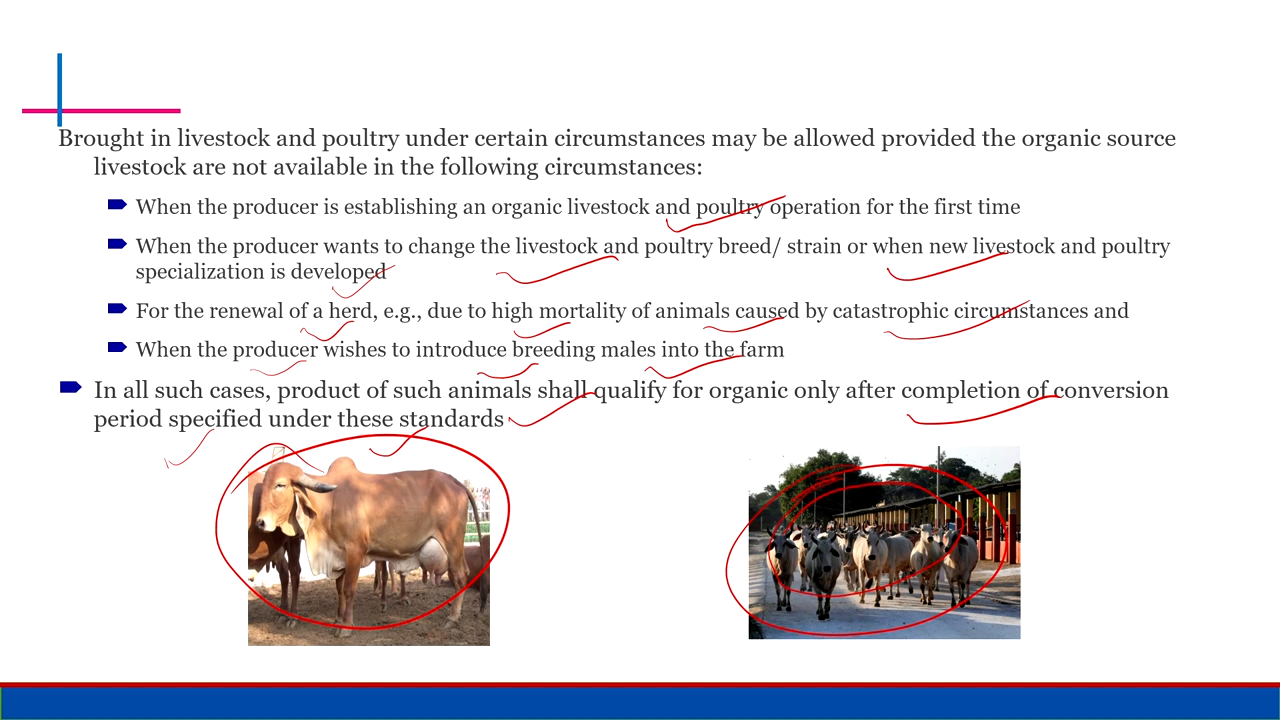 Brought in livestock and poultry under certain circumstances may be allowed provided the organic source
livestock are not available in the following circumstances:
When the producer is establishing an organic livestock and poultry operation for the first time
When the producer wants to change the livestock and poultry breed/ strain or when new livestock and poultry
specialization is developed
For the renewal of a herd, e.g., due to high mortality of animals caused by catastrophic circumstances and
When the producer wishes to introduce breeding males into the farm
In all such cases, product of such animals shall qualify for organic only after completion of conversion
period specified under these standards